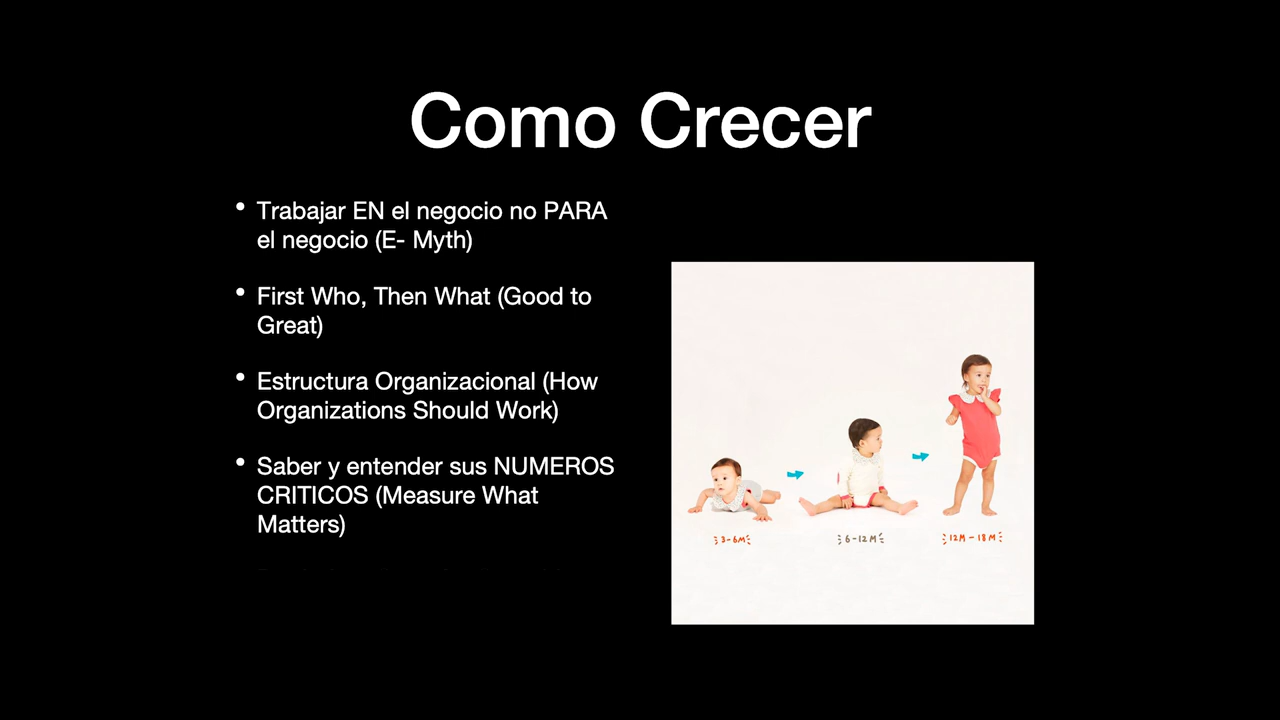 Como Crecer
• Trabajar EN el negocio no PARA
el negocio (E- Myth)
• First Who, Then What (Good to
Great)
• Estructura Organizacional (How
Organizations Should Work)
• Saber y entender sus NUMEROS
CRITICOS (Measure What
Matters)
3-6M
6-12M
12M - 18M